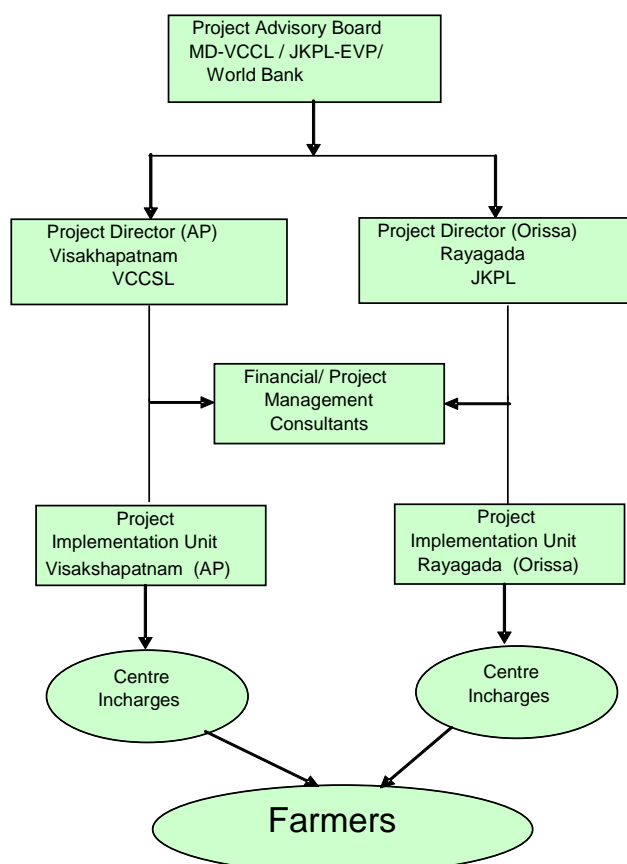 Project Advisory Board
MD-VCCL / JKPL-EVP/
World Bank
Project Director (AP)
Visakhapatnam
VCCSL
Project Director (Orissa)
Rayagada
JKPL
Financial/ Project
Management
Consultants
Project
Implementation Unit
Visakshapatnam (AP)
Project
Implementation Unit
Rayagada (Orissa)
Centre
Incharges
Centre
Incharges
Farmers